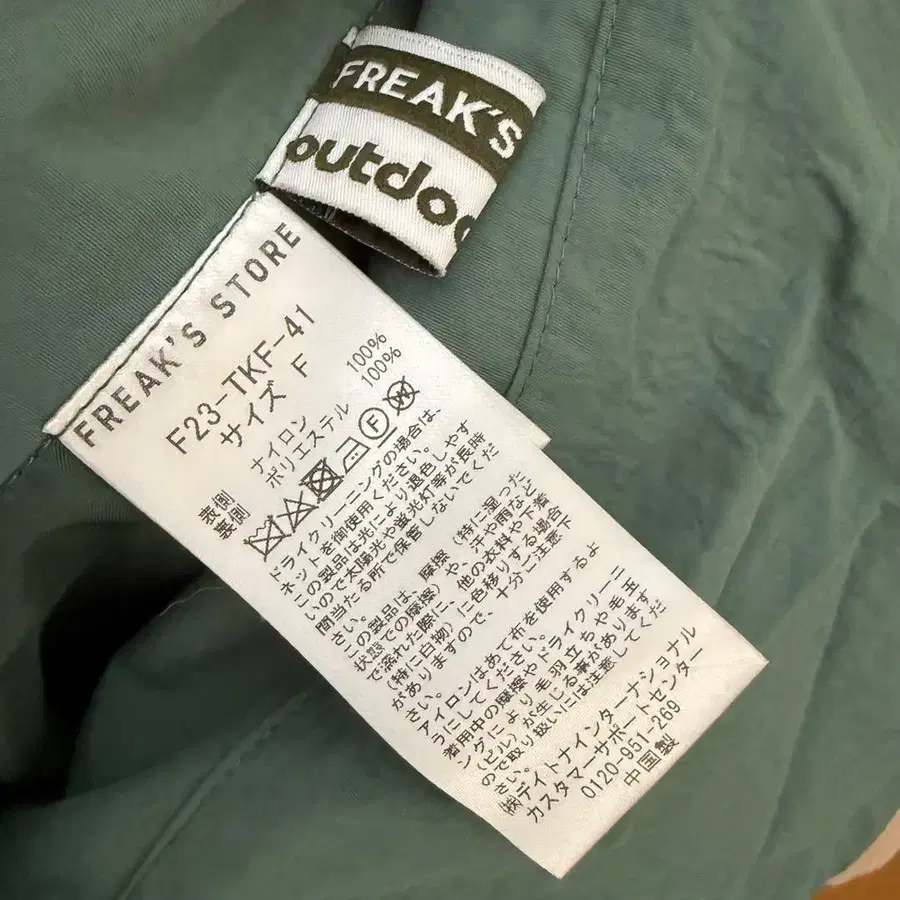 FREAK'S
outdoo
FREAK'S STORE
F23-TKF-41
サイズ F
表側 ナイロン 100%
裏側 ポリエステル 100%
ドライクリーニングの場合は、
ネットを御使用ください。
この製品は光により退色しやす
いので太陽光や蛍光灯等が長時
間当たる所で保管しないでくだ
さい。
この製品は、摩擦(特に湿った
状態での摩擦)や、汗や雨など
で濡れた時に、他の衣料や下着
(特に白物)に色移りする場合
がありますので、十分ご注意下
さい。
アイロンはあて布を使用するよ
うにしてください。
着用中の摩擦やドライクリーニ
ングにより毛羽立ちや毛玉
(ピル)が生じる事があります
ので取り扱いには注意してくだ
㈱デイトナインターナショナル
カスタマーサポートセンター
0120-951-269
中国製